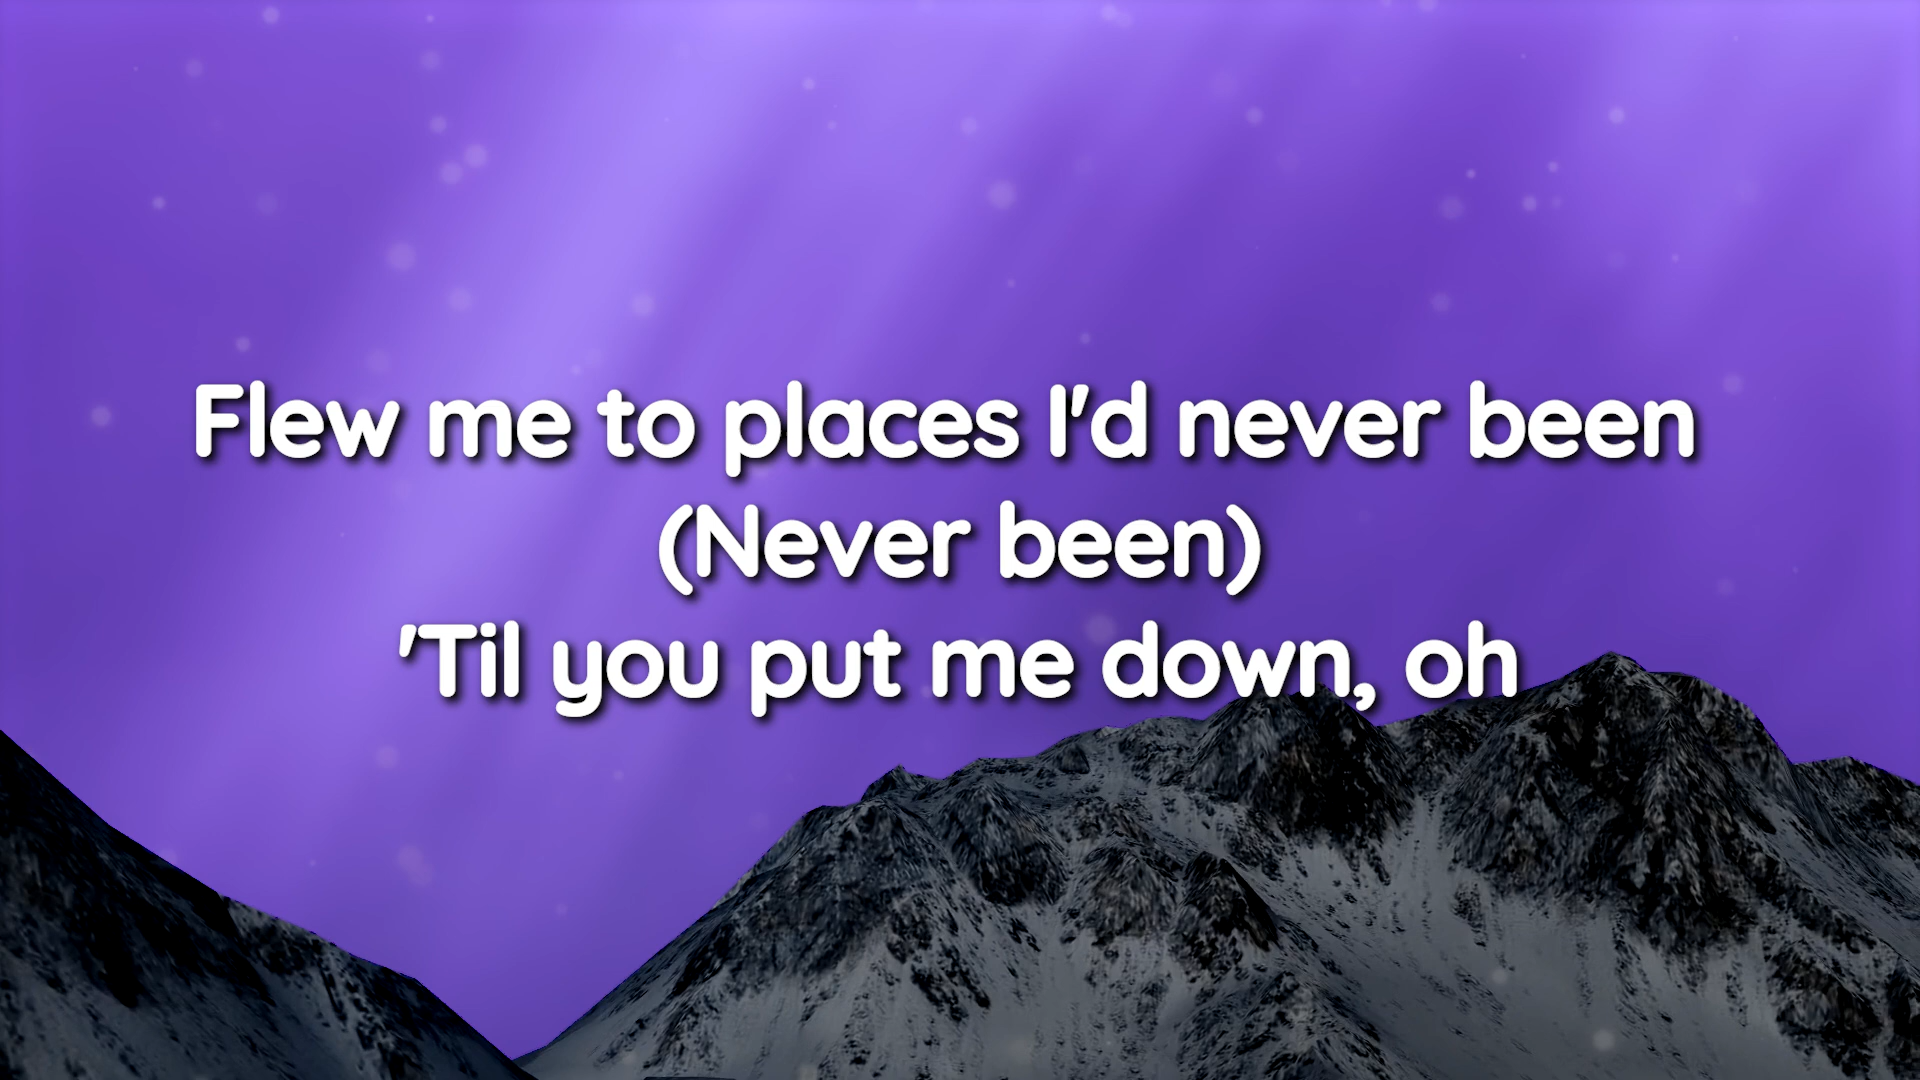 Flew me to places I'd never been
(Never been)
'Til you put me down, oh